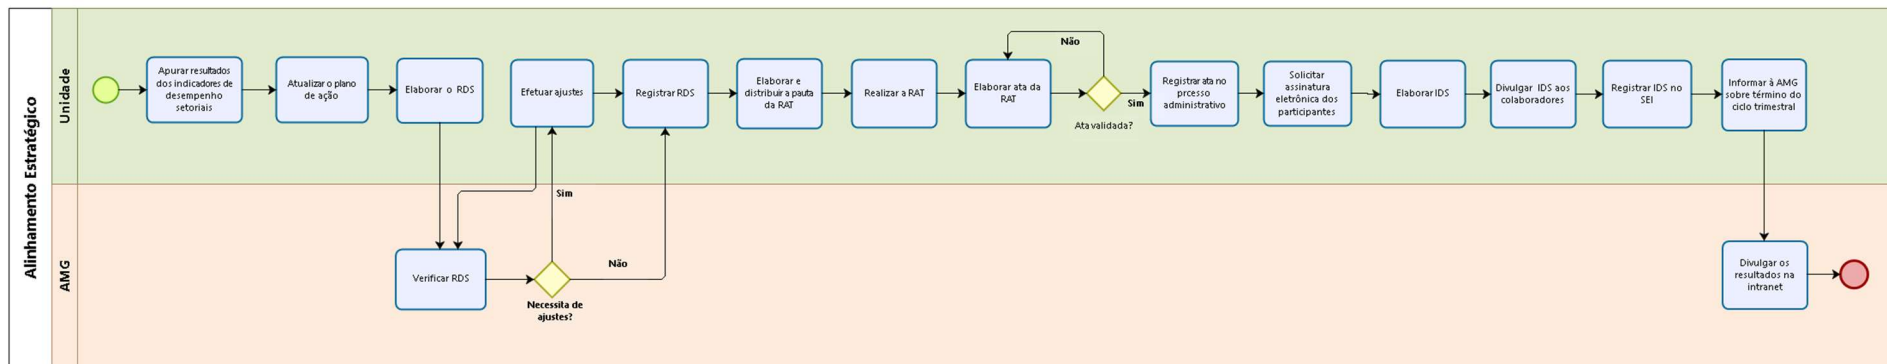 Alinhamento Estratégico
Unidade
Apurar resultados
dos indicadores de
desempenho
setoriais
Atualizar o plano
de ação
Elaborar o RDS
Efetuar ajustes
Registrar RDS
Elaborar e
distribuir a pauta
da RAT
Realizar a RAT
Elaborar ata da
RAT
Não
Sim
Ata validada?
Registrar ata no
prcesso
administrativo
Solicitar
assinatura
eletrônica dos
participantes
Elaborar IDS
Divulgar IDS aos
colaboradores
Registrar IDS no
SEI
Informar à AMG
sobre término do
ciclo trimestral
AMG
Verificar RDS
Sim
Não
Necessita de
ajustes?
Divulgar os
resultados na
intranet